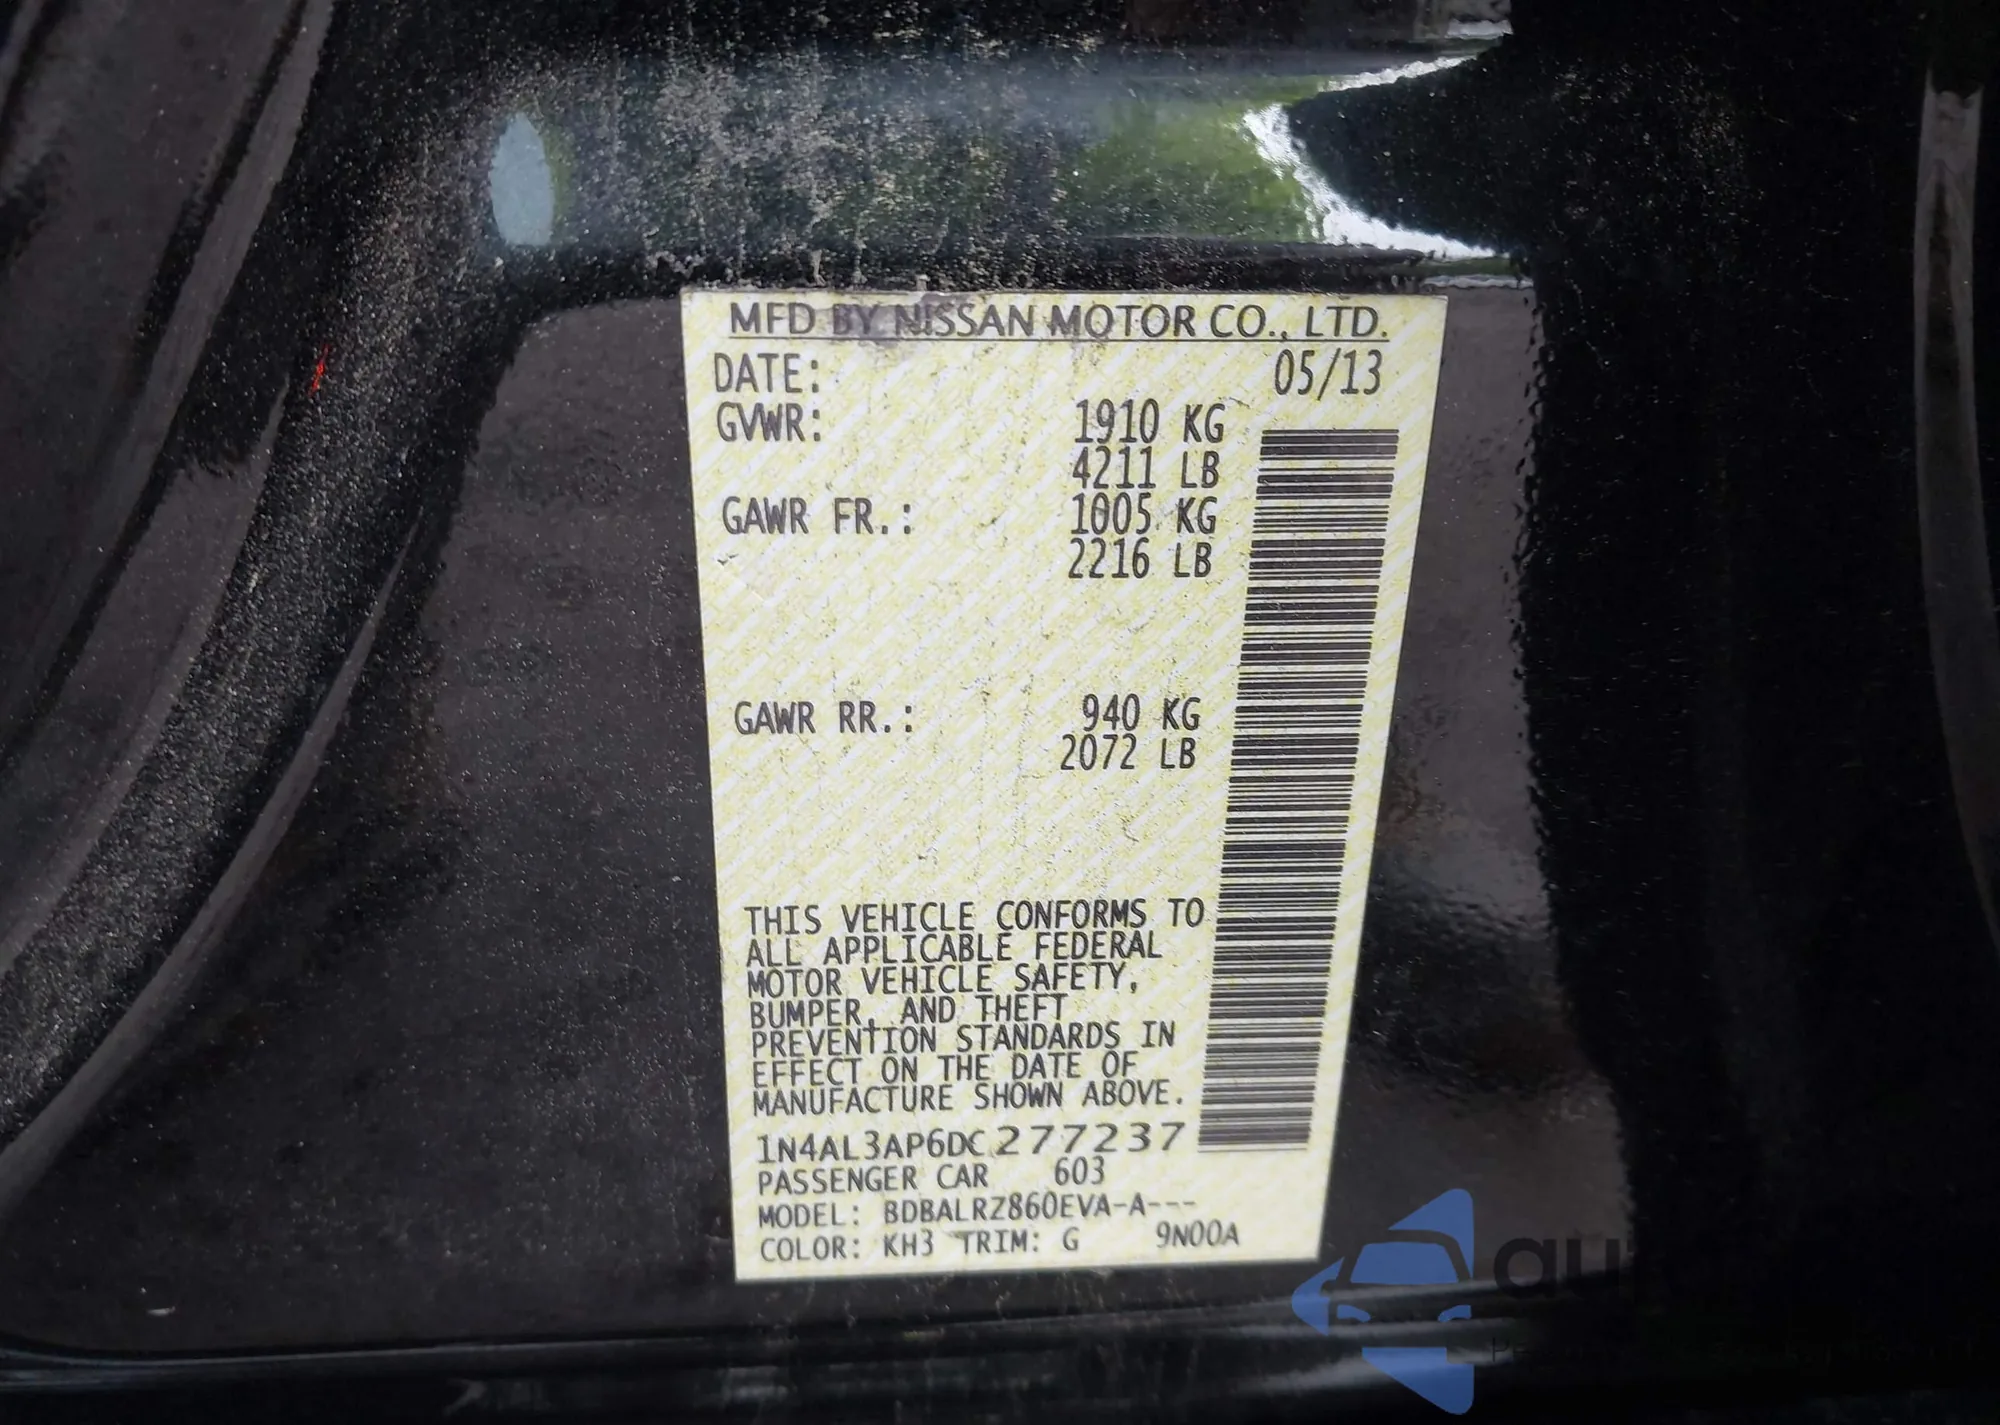 MFD BY NISSAN MOTOR CO., LTD.
DATE: 05/13
GVWR: 1910 KG
4211 LB
GAWR FR.: 1005 KG
2216 LB
GAWR RR.: 940 KG
2072 LB
THIS VEHICLE CONFORMS TO
ALL APPLICABLE FEDERAL
MOTOR VEHICLE SAFETY,
BUMPER, AND THEFT
PREVENTION STANDARDS IN
EFFECT ON THE DATE OF
MANUFACTURE SHOWN ABOVE.
1N4AL3AP6DC277237
PASSENGER CAR 603
MODEL: BDBALRZ860EVA-A---
COLOR: KH3 TRIM: G 9N00A